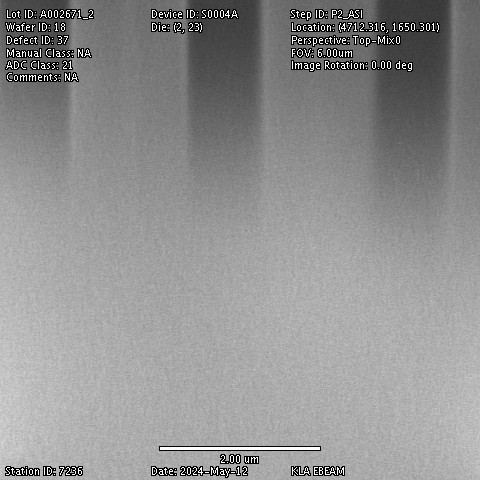 Lot ID: A002671_2
Wafer ID: 18
Defect ID: 37
Manual Class: NA
ADC Class: 21
Comments: NA
Device ID: S0004A
Die: (2, 23)
Step ID: P2_ASI
Location: (4712.316, 1650.301)
Perspective: Top-Mix0
FOV: 6.00um
Image Rotation: 0.00 deg
2.00 um
Station ID: 7236
Date: 2024-May-12
KLA EBEAM